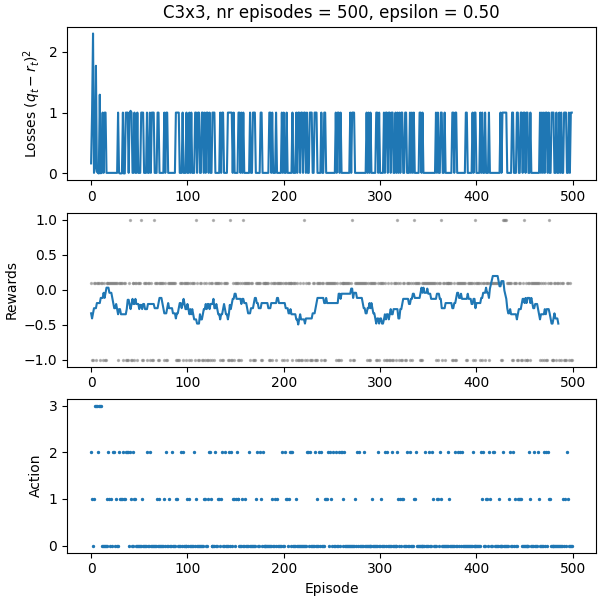 C3x3, nr episodes = 500, epsilon = 0.50
Losses $(q_t - r_t)^2$
2
1
0
0 100 200 300 400 500
Rewards
1.0
0.5
0.0
−0.5
−1.0
0 100 200 300 400 500
Action
3
2
1
0
0 100 200 300 400 500
Episode